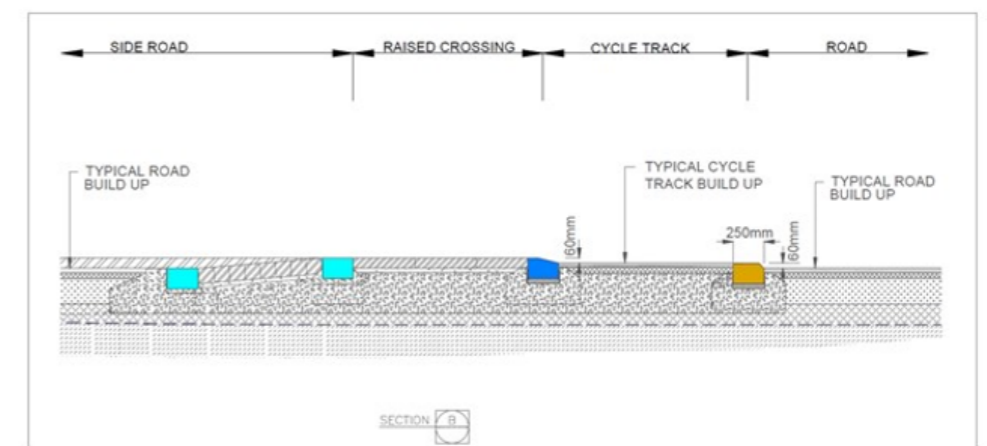 SIDE ROAD
RAISED CROSSING
CYCLE TRACK
ROAD
TYPICAL ROAD
BUILD UP
TYPICAL CYCLE
TRACK BUILD UP
TYPICAL ROAD
BUILD UP
60mm
250mm
60mm
SECTION B